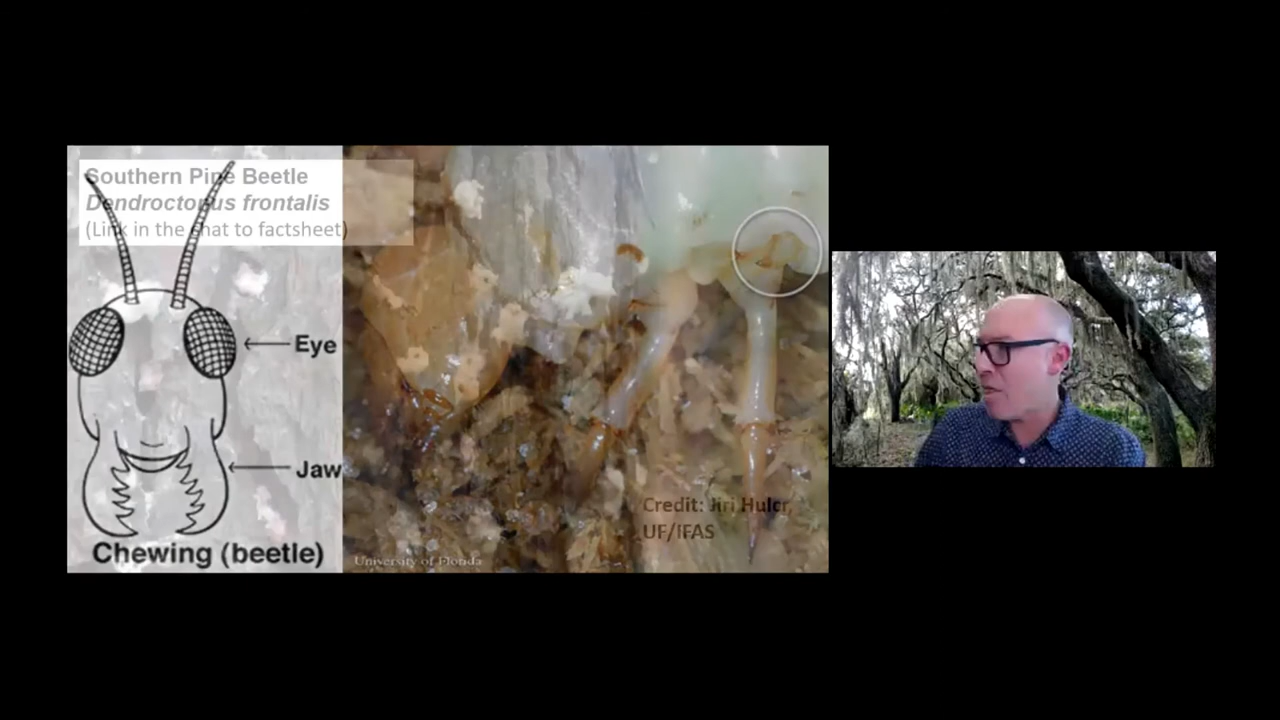 Southern Pine Beetle
Dendroctonus frontalis
(Link in the chat to factsheet)
Eye
Jaw
Chewing (beetle)
Credit: Jiri Hulcr,
UF/IFAS
University of Florida